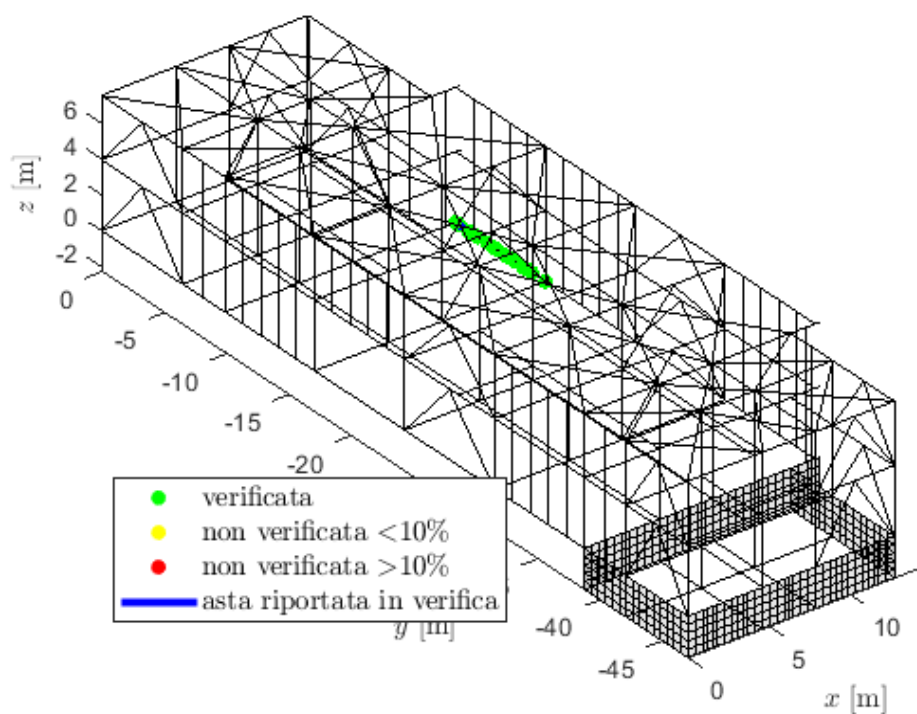 6
4
2
0
-2
z [m]
0
-5
-10
-15
-20
-40
-45
y [m]
0
5
10
x [m]
verificata
non verificata <10%
non verificata >10%
asta riportata in verifica